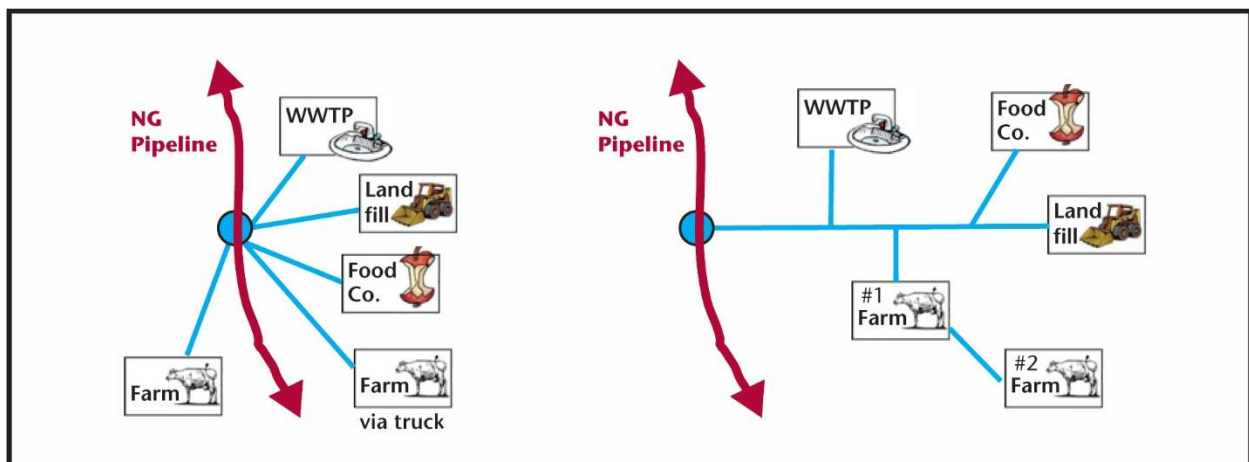 NG
Pipeline
WWTP
Land
fill
Food
Co.
Farm
Farm
via truck
NG
Pipeline
WWTP
Food
Co.
Land
fill
#1
Farm
#2
Farm